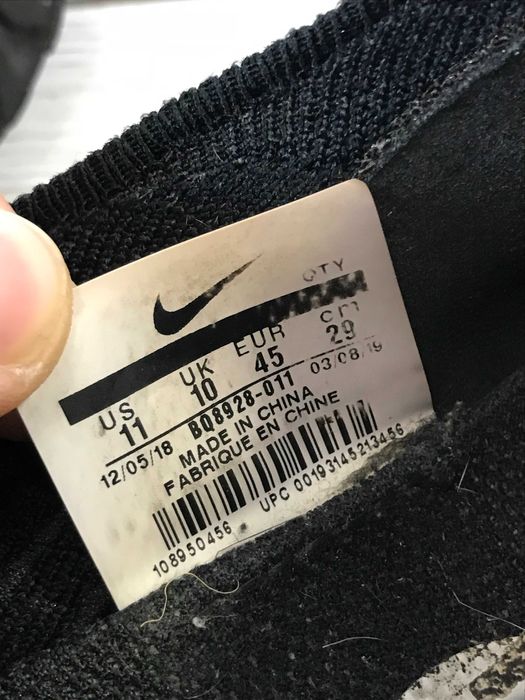 QTY
US UK EUR cm
11 10 45 29
12/05/18 BQ8928-011 03/08/19
MADE IN CHINA
FABRIQUE EN CHINE
UPC 00193145213456
108950456